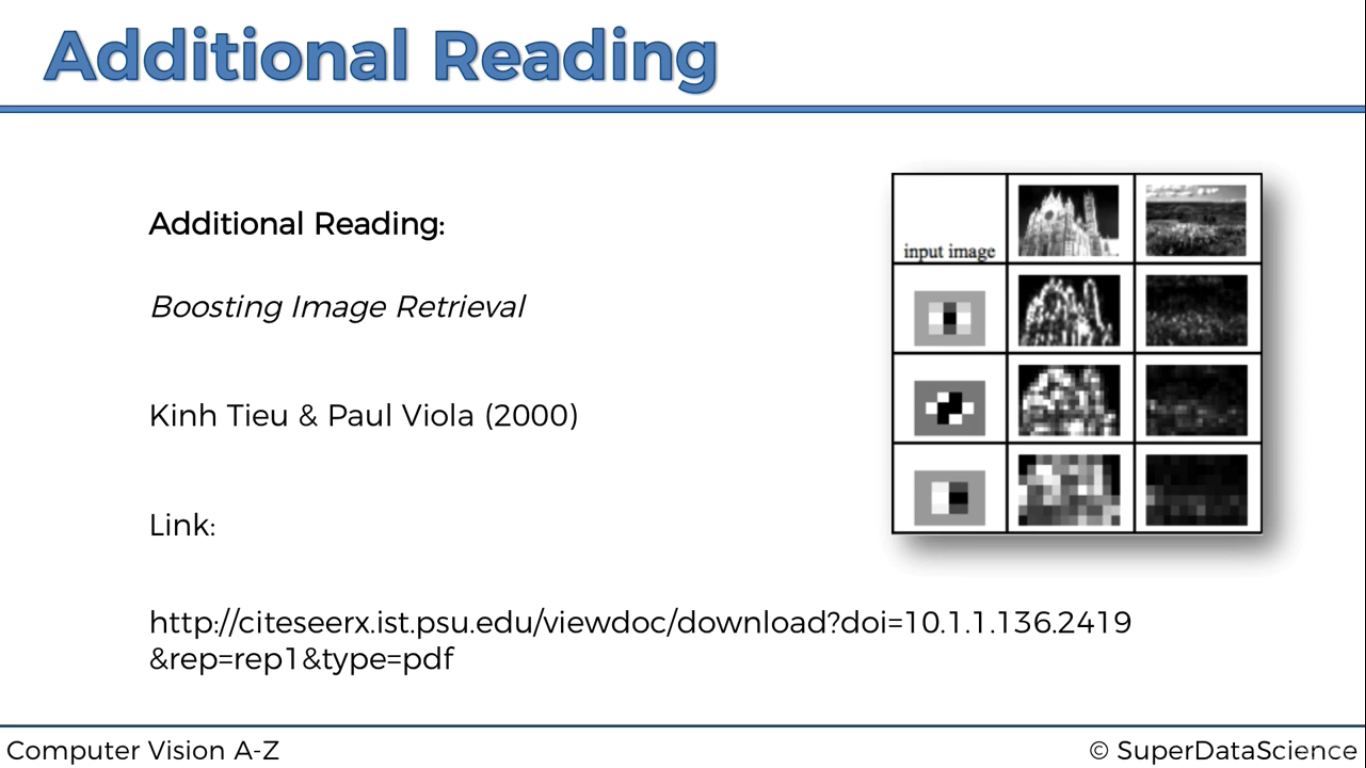 Additional Reading
Additional Reading:
Boosting Image Retrieval
Kinh Tieu & Paul Viola (2000)
Link:
http://citeseerx.ist.psu.edu/viewdoc/download?doi=10.1.1.136.2419
&rep=rep1&type=pdf
input image
Computer Vision A-Z
© SuperDataScience